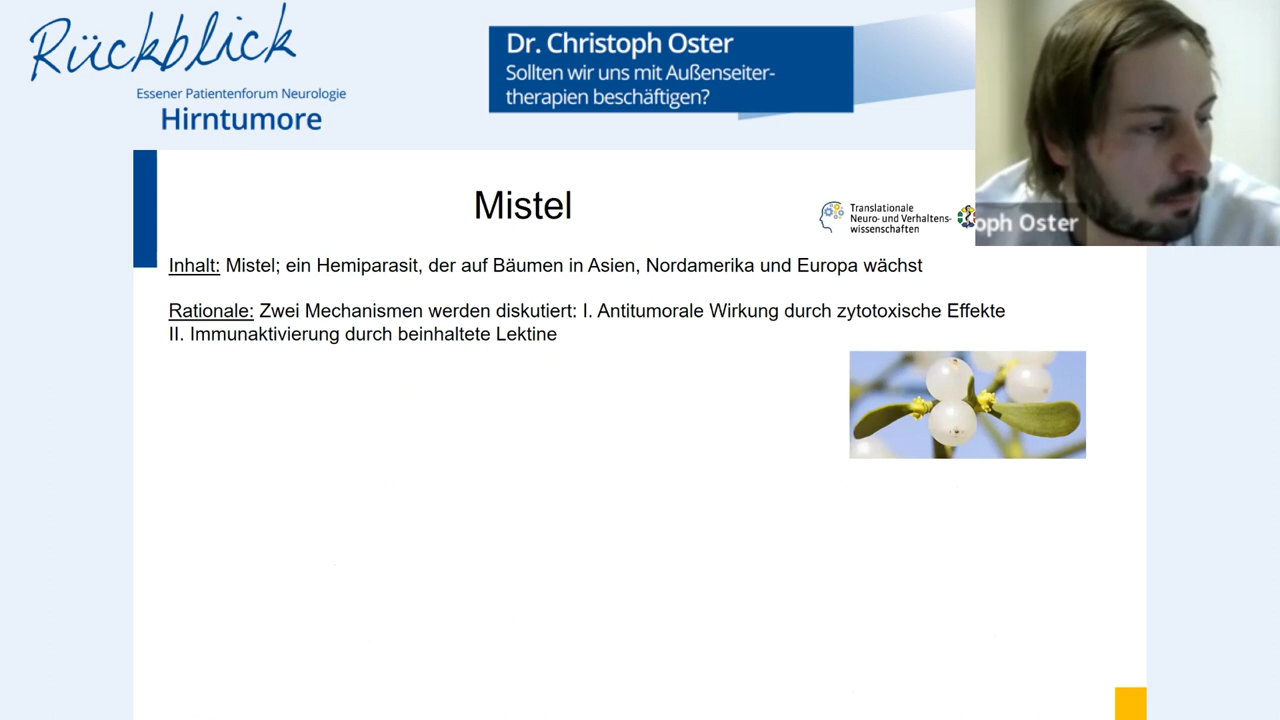 Rückblick
Essener Patientenforum Neurologie
Hirntumore
Dr. Christoph Oster
Sollten wir uns mit Außenseiter-
therapien beschäftigen?
oph Oster
Mistel
Translationale
Neuro- und Verhaltens-
wissenschaften
Inhalt: Mistel; ein Hemiparasit, der auf Bäumen in Asien, Nordamerika und Europa wächst
Rationale: Zwei Mechanismen werden diskutiert: I. Antitumorale Wirkung durch zytotoxische Effekte
II. Immunaktivierung durch beinhaltete Lektine